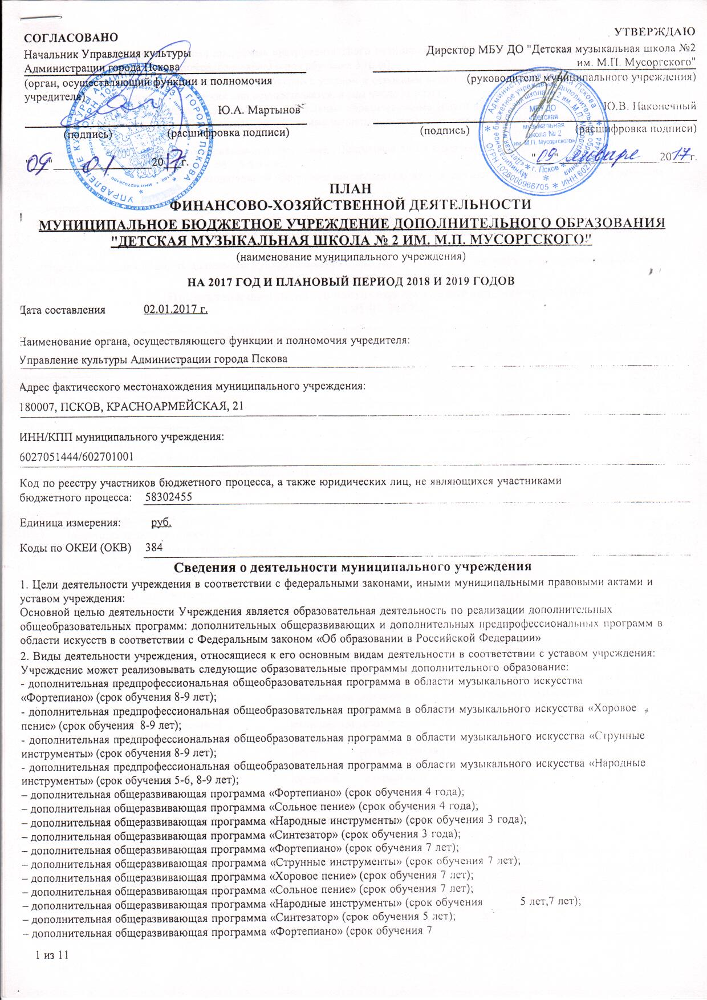 СОГЛАСОВАНО
Начальник Управления культуры
Администрации города Пскова
(орган, осуществляющий функции и полномочия
учредителя)
Ю.А. Мартынов
(подпись) (расшифровка подписи)
"09" 01 2017г.
УТВЕРЖДАЮ
Директор МБУ ДО "Детская музыкальная школа №2
им. М.П. Мусоргского"
(руководитель муниципального учреждения)
Ю.В. Наконечный
(подпись) (расшифровка подписи)
"09" января 2017г.
МБУ ДО
«Детская
музыкальная
школа № 2
им. М.П. Мусоргского»
г. Псков
ОГРН 1026000966705 * ИНН 6027051444
ПЛАН
ФИНАНСОВО-ХОЗЯЙСТВЕННОЙ ДЕЯТЕЛЬНОСТИ
МУНИЦИПАЛЬНОЕ БЮДЖЕТНОЕ УЧРЕЖДЕНИЕ ДОПОЛНИТЕЛЬНОГО ОБРАЗОВАНИЯ
"ДЕТСКАЯ МУЗЫКАЛЬНАЯ ШКОЛА № 2 ИМ. М.П. МУСОРГСКОГО"
(наименование муниципального учреждения)
НА 2017 ГОД И ПЛАНОВЫЙ ПЕРИОД 2018 И 2019 ГОДОВ
Дата составления 02.01.2017 г.
Наименование органа, осуществляющего функции и полномочия учредителя:
Управление культуры Администрации города Пскова
Адрес фактического местонахождения муниципального учреждения:
180007, ПСКОВ, КРАСНОАРМЕЙСКАЯ, 21
ИНН/КПП муниципального учреждения:
6027051444/602701001
Код по реестру участников бюджетного процесса, а также юридических лиц, не являющихся участниками
бюджетного процесса: 58302455
Единица измерения: руб.
Коды по ОКЕИ (ОКВ) 384
Сведения о деятельности муниципального учреждения
1. Цели деятельности учреждения в соответствии с федеральными законами, иными муниципальными правовыми актами и
уставом учреждения:
Основной целью деятельности Учреждения является образовательная деятельность по реализации дополнительных
общеобразовательных программ: дополнительных общеразвивающих и дополнительных предпрофессиональных программ в
области искусств в соответствии с Федеральным законом «Об образовании в Российской Федерации»
2. Виды деятельности учреждения, относящиеся к его основным видам деятельности в соответствии с уставом учреждения:
Учреждение может реализовывать следующие образовательные программы дополнительного образование:
- дополнительная предпрофессиональная общеобразовательная программа в области музыкального искусства
«Фортепиано» (срок обучения 8-9 лет);
- дополнительная предпрофессиональная общеобразовательная программа в области музыкального искусства «Хоровое
пение» (срок обучения 8-9 лет);
- дополнительная предпрофессиональная общеобразовательная программа в области музыкального искусства «Струнные
инструменты» (срок обучения 8-9 лет);
- дополнительная предпрофессиональная общеобразовательная программа в области музыкального искусства «Народные
инструменты» (срок обучения 5-6, 8-9 лет);
– дополнительная общеразвивающая программа «Фортепиано» (срок обучения 4 года);
– дополнительная общеразвивающая программа «Сольное пение» (срок обучения 4 года);
– дополнительная общеразвивающая программа «Народные инструменты» (срок обучения 3 года);
– дополнительная общеразвивающая программа «Синтезатор» (срок обучения 3 года);
– дополнительная общеразвивающая программа «Фортепиано» (срок обучения 7 лет);
– дополнительная общеразвивающая программа «Струнные инструменты» (срок обучения 7 лет);
– дополнительная общеразвивающая программа «Хоровое пение» (срок обучения 7 лет);
– дополнительная общеразвивающая программа «Сольное пение» (срок обучения 7 лет);
– дополнительная общеразвивающая программа «Народные инструменты» (срок обучения 5 лет,7 лет);
– дополнительная общеразвивающая программа «Синтезатор» (срок обучения 5 лет);
– дополнительная общеразвивающая программа «Фортепиано» (срок обучения 7
1 из 11